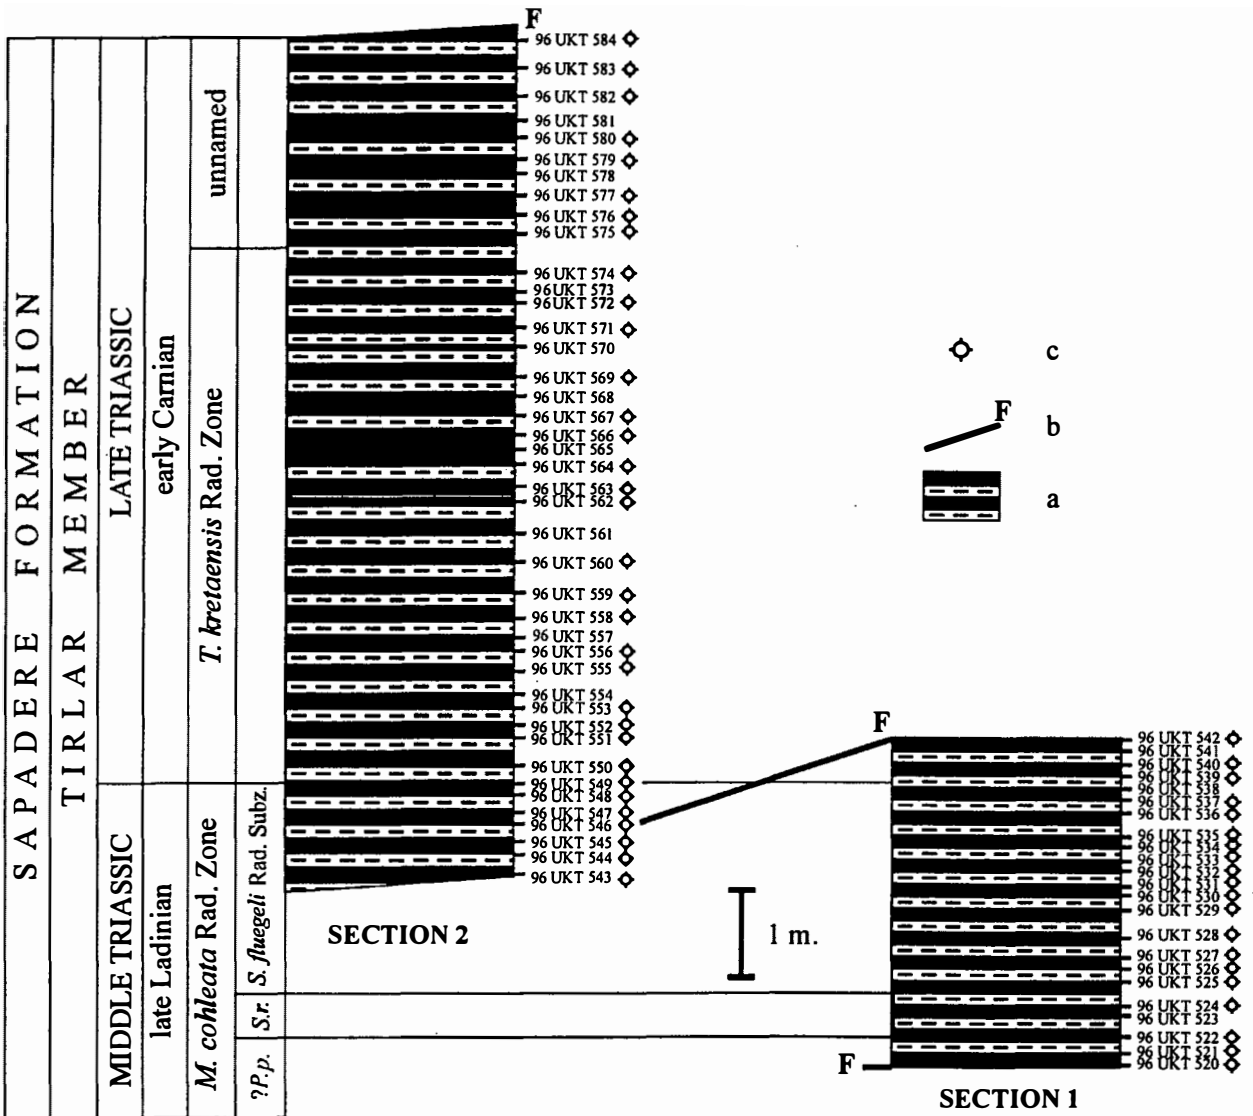 SAPADERE FORMATION
TIRLAR MEMBER
LATE TRIASSIC
MIDDLE TRIASSIC
early Carnian
late Ladinian
unnamed
T. kretaensis Rad. Zone
M. cohleata Rad. Zone
S. fluegeli Rad. Subz.
S.r.
?P.p.
F
96 UKT 584
96 UKT 583
96 UKT 582
96 UKT 581
96 UKT 580
96 UKT 579
96 UKT 578
96 UKT 577
96 UKT 576
96 UKT 575
96 UKT 574
96 UKT 573
96 UKT 572
96 UKT 571
96 UKT 570
96 UKT 569
96 UKT 568
96 UKT 567
96 UKT 566
96 UKT 565
96 UKT 564
96 UKT 563
96 UKT 562
96 UKT 561
96 UKT 560
96 UKT 559
96 UKT 558
96 UKT 557
96 UKT 556
96 UKT 555
96 UKT 554
96 UKT 553
96 UKT 552
96 UKT 551
96 UKT 550
96 UKT 549
96 UKT 548
96 UKT 547
96 UKT 546
96 UKT 545
96 UKT 544
96 UKT 543
SECTION 2
c
F
b
a
1 m.
F
96 UKT 542
96 UKT 541
96 UKT 540
96 UKT 539
96 UKT 538
96 UKT 537
96 UKT 536
96 UKT 535
96 UKT 534
96 UKT 533
96 UKT 532
96 UKT 531
96 UKT 530
96 UKT 529
96 UKT 528
96 UKT 527
96 UKT 526
96 UKT 525
96 UKT 524
96 UKT 523
96 UKT 522
96 UKT 521
96 UKT 520
F
SECTION 1